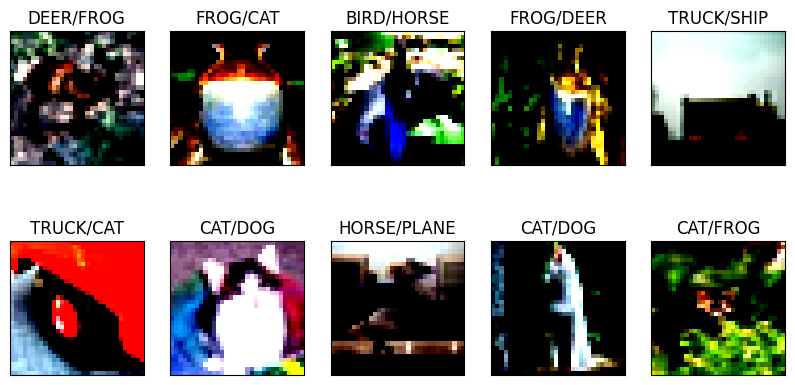 DEER/FROG
FROG/CAT
BIRD/HORSE
FROG/DEER
TRUCK/SHIP
TRUCK/CAT
CAT/DOG
HORSE/PLANE
CAT/DOG
CAT/FROG